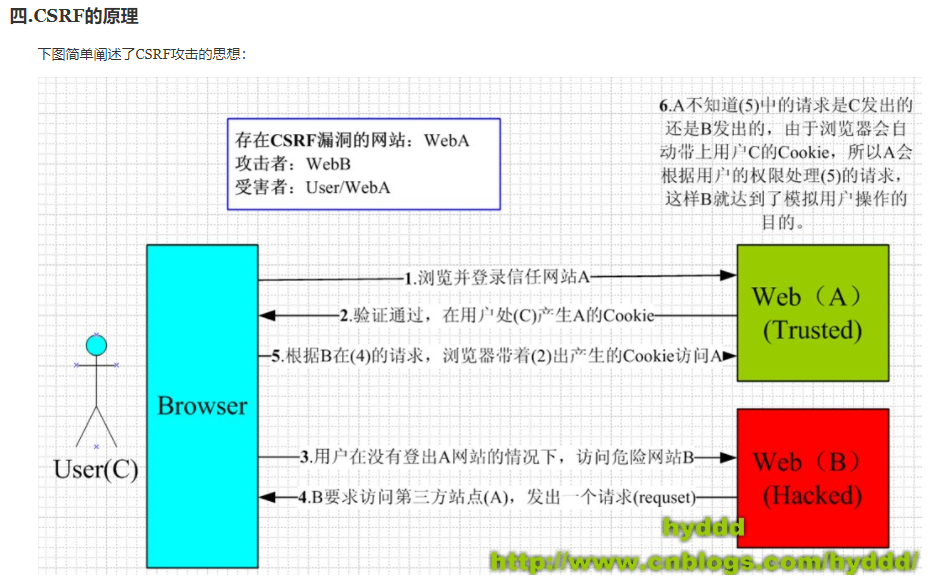 四.CSRF的原理
下图简单阐述了CSRF攻击的思想:
存在CSRF漏洞的网站：WebA
攻击者：WebB
受害者：User/WebA
6.A不知道(5)中的请求是C发出的
还是B发出的，由于浏览器会自
动带上用户C的Cookie，所以A会
根据用户的权限处理(5)的请求，
这样B就达到了模拟用户操作的
目的。
1.浏览并登录信任网站A
2.验证通过，在用户处(C)产生A的Cookie
5.根据B在(4)的请求，浏览器带着(2)出产生的Cookie访问A
3.用户在没有登出A网站的情况下，访问危险网站B
4.B要求访问第三方站点(A)，发出一个请求(requset)
User(C)
Browser
Web（A）
(Trusted)
Web（B）
(Hacked)
hyddd
http://www.cnblogs.com/hyddd/